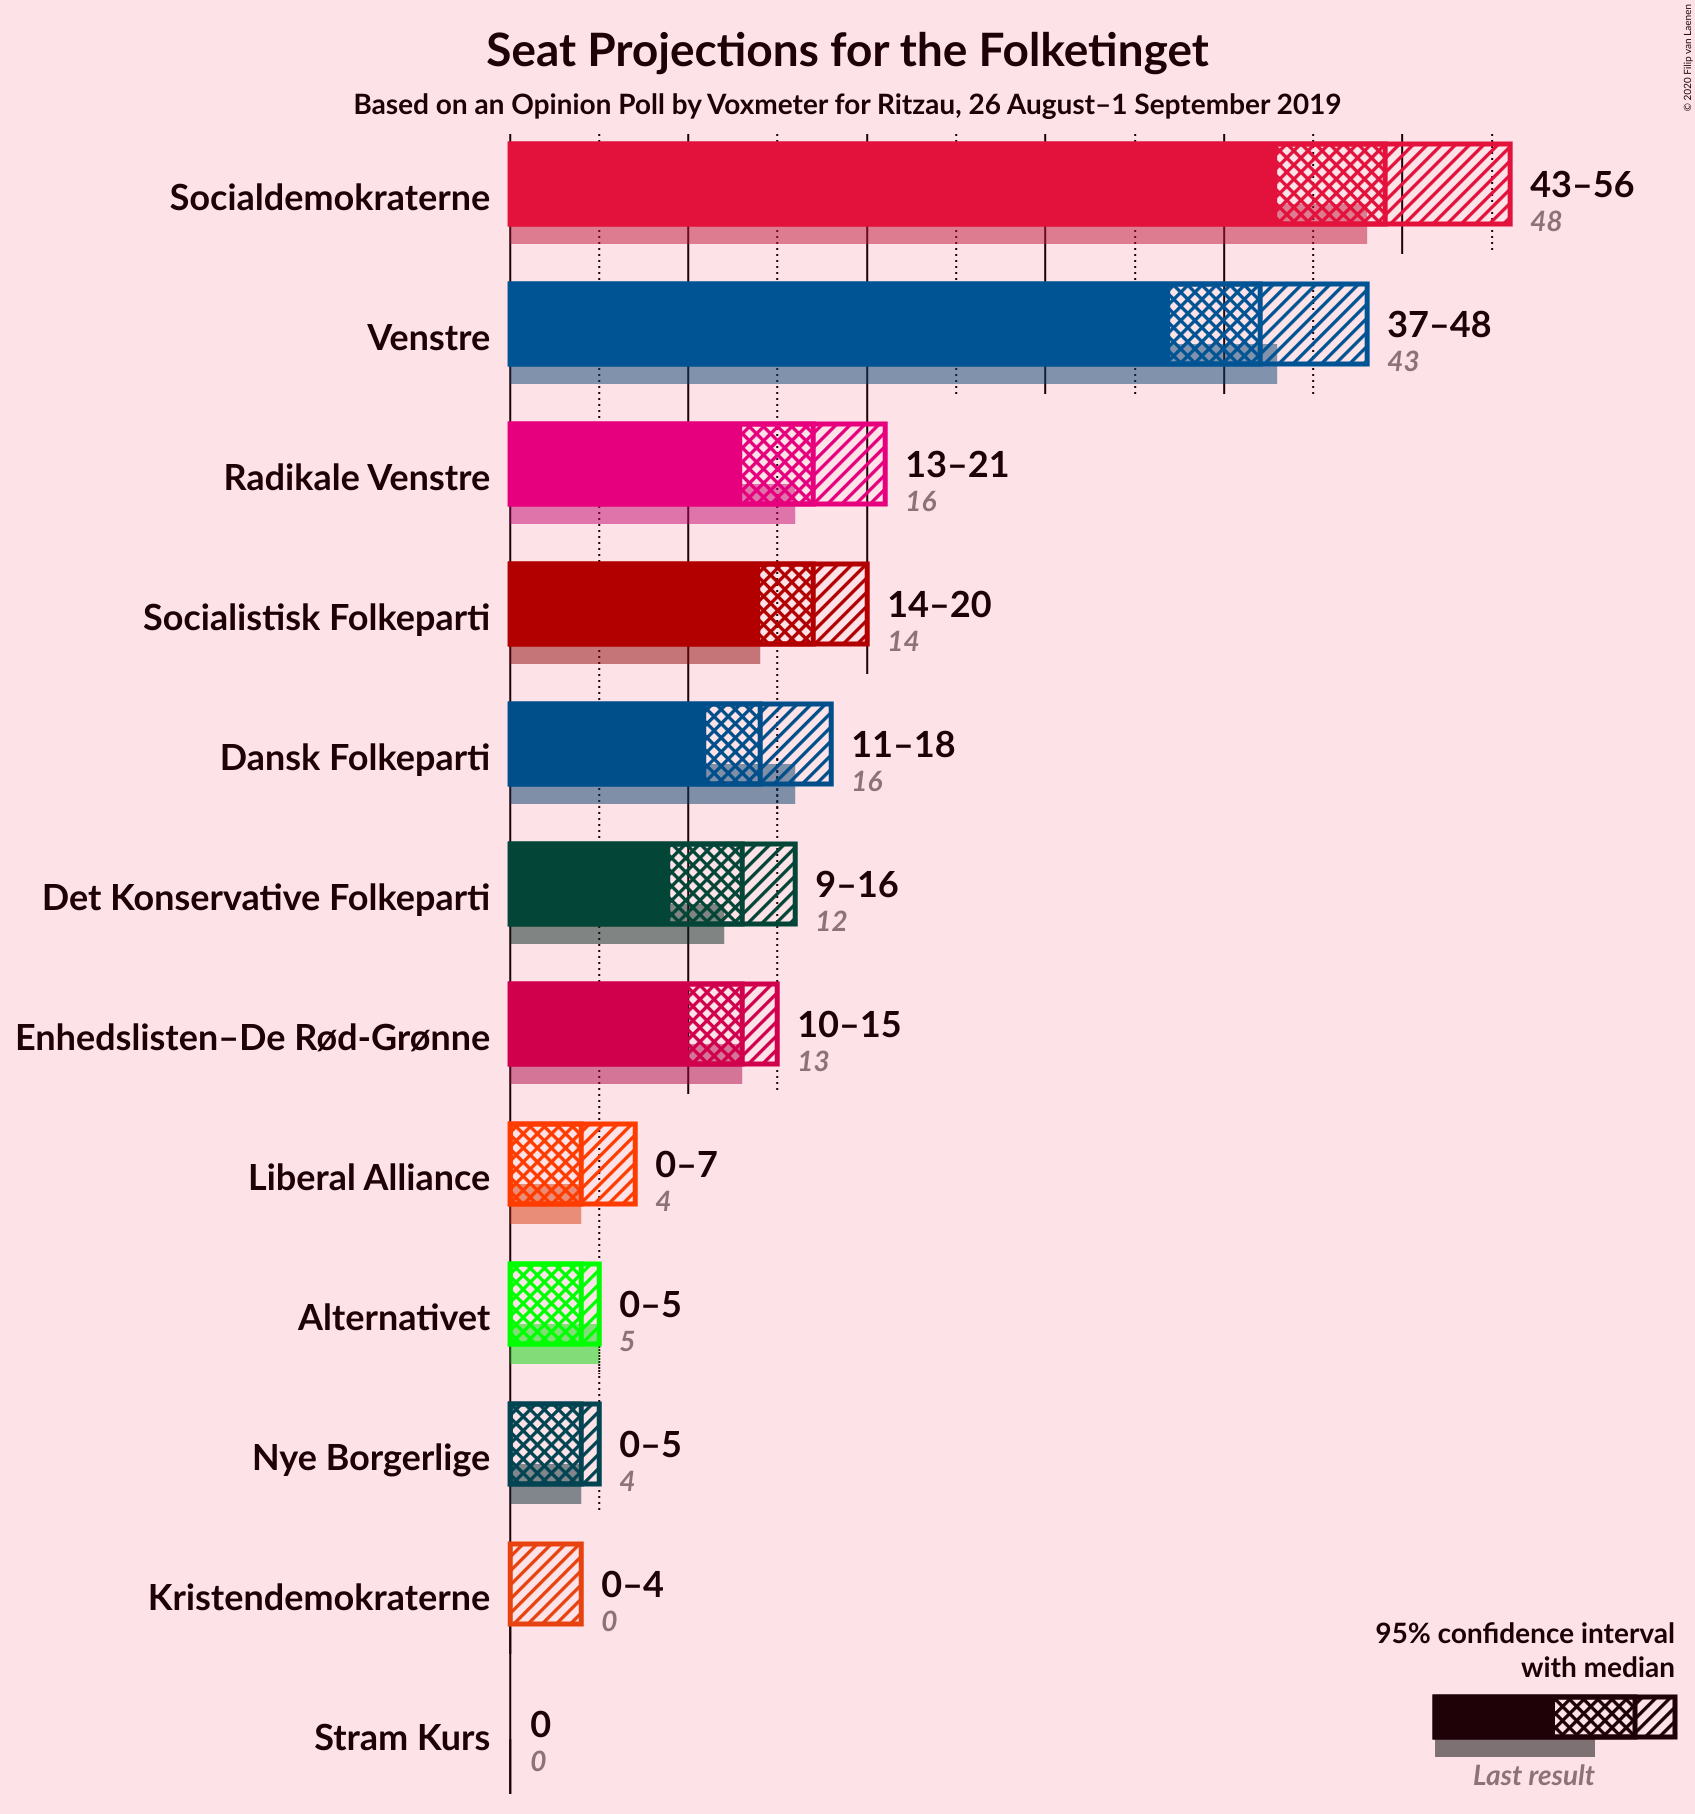 Seat Projections for the Folketinget
Based on an Opinion Poll by Voxmeter for Ritzau, 26 August–1 September 2019
© 2020 Filip van Laenen
Socialdemokraterne
43–56
48
Venstre
37–48
43
Radikale Venstre
13–21
16
Socialistisk Folkeparti
14–20
14
Dansk Folkeparti
11–18
16
Det Konservative Folkeparti
9–16
12
Enhedslisten–De Rød-Grønne
10–15
13
Liberal Alliance
0–7
4
Alternativet
0–5
5
Nye Borgerlige
0–5
4
Kristendemokraterne
0–4
0
Stram Kurs
0
0
95% confidence interval
with median
Last result